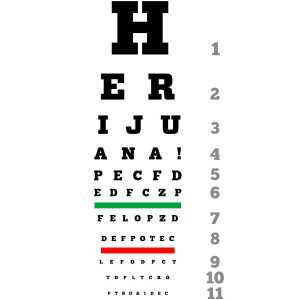 H 1
E R 2
I J U 3
A N A ! 4
P E C F D 5
E D F C Z P 6
F E L O P Z D 7
D E F P O T E C 8
L E F O D P C T 9
T D P L T C R O 10
11